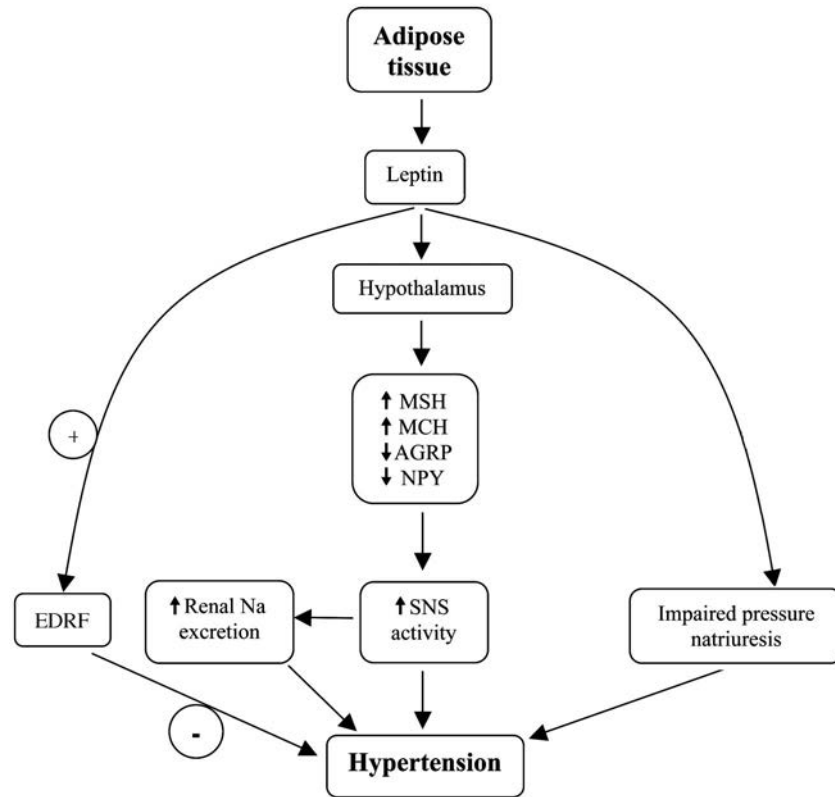 Adipose
tissue
Leptin
Hypothalamus
+
↑ MSH
↑ MCH
↓ AGRP
↓ NPY
EDRF
↑ Renal Na
excretion
↑ SNS
activity
Impaired pressure
natriuresis
-
Hypertension